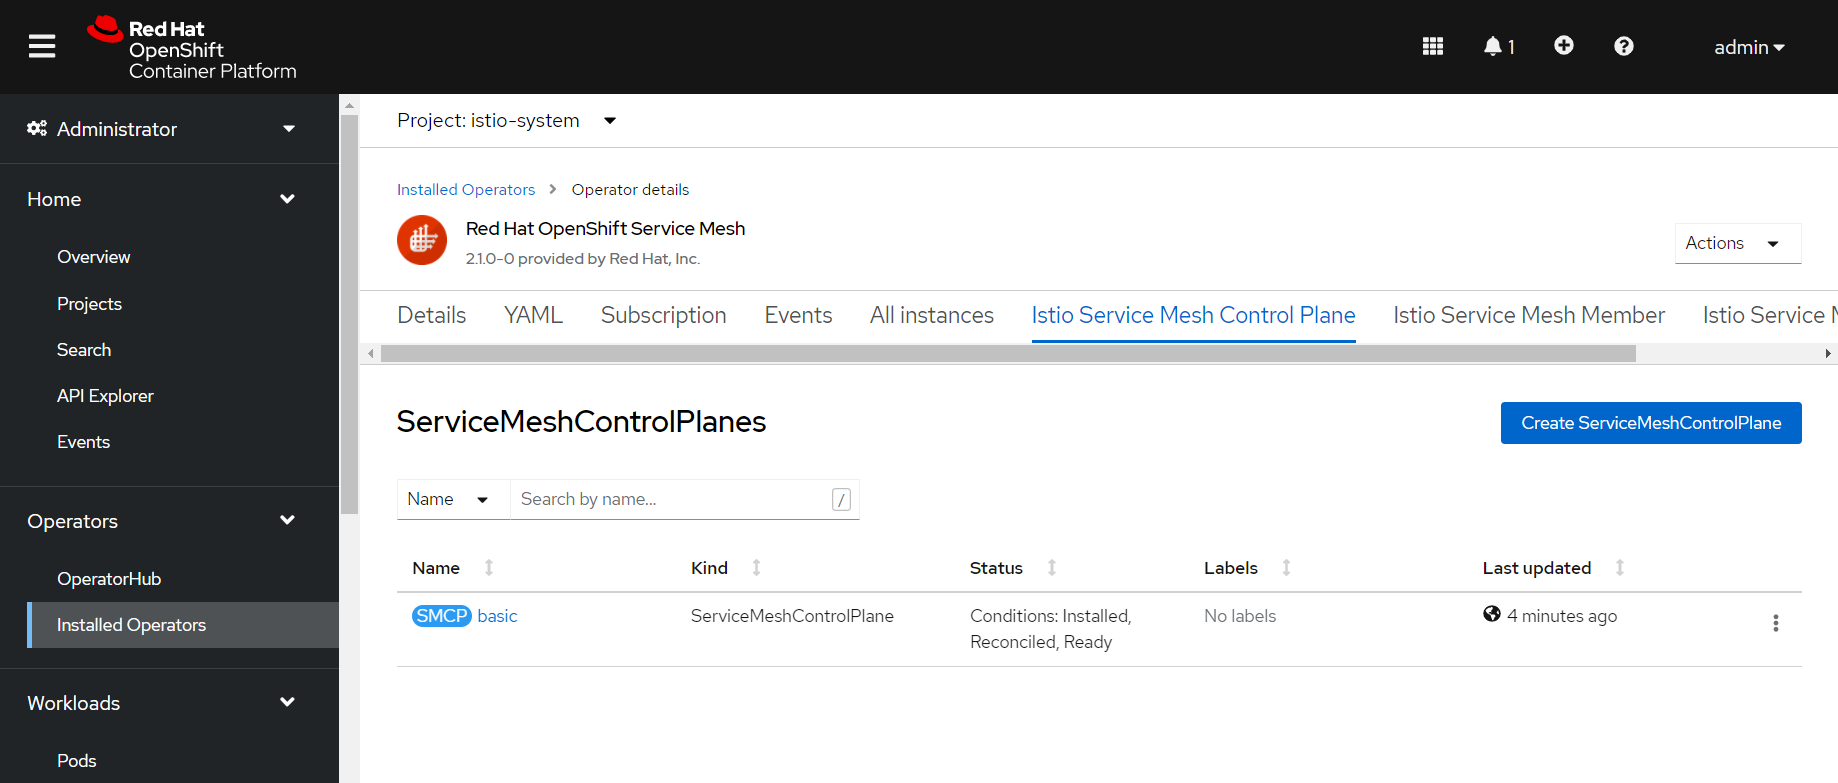 Red Hat
OpenShift
Container Platform
1
admin
Administrator
Home
Overview
Projects
Search
API Explorer
Events
Operators
OperatorHub
Installed Operators
Workloads
Pods
Project: istio-system
Installed Operators > Operator details
Red Hat OpenShift Service Mesh
2.1.0-0 provided by Red Hat, Inc.
Actions
Details YAML Subscription Events All instances Istio Service Mesh Control Plane Istio Service Mesh Member Istio Service
ServiceMeshControlPlanes
Create ServiceMeshControlPlane
Name Search by name... /
Name Kind Status Labels Last updated
SMCP basic ServiceMeshControlPlane Conditions: Installed, No labels 4 minutes ago
Reconciled, Ready